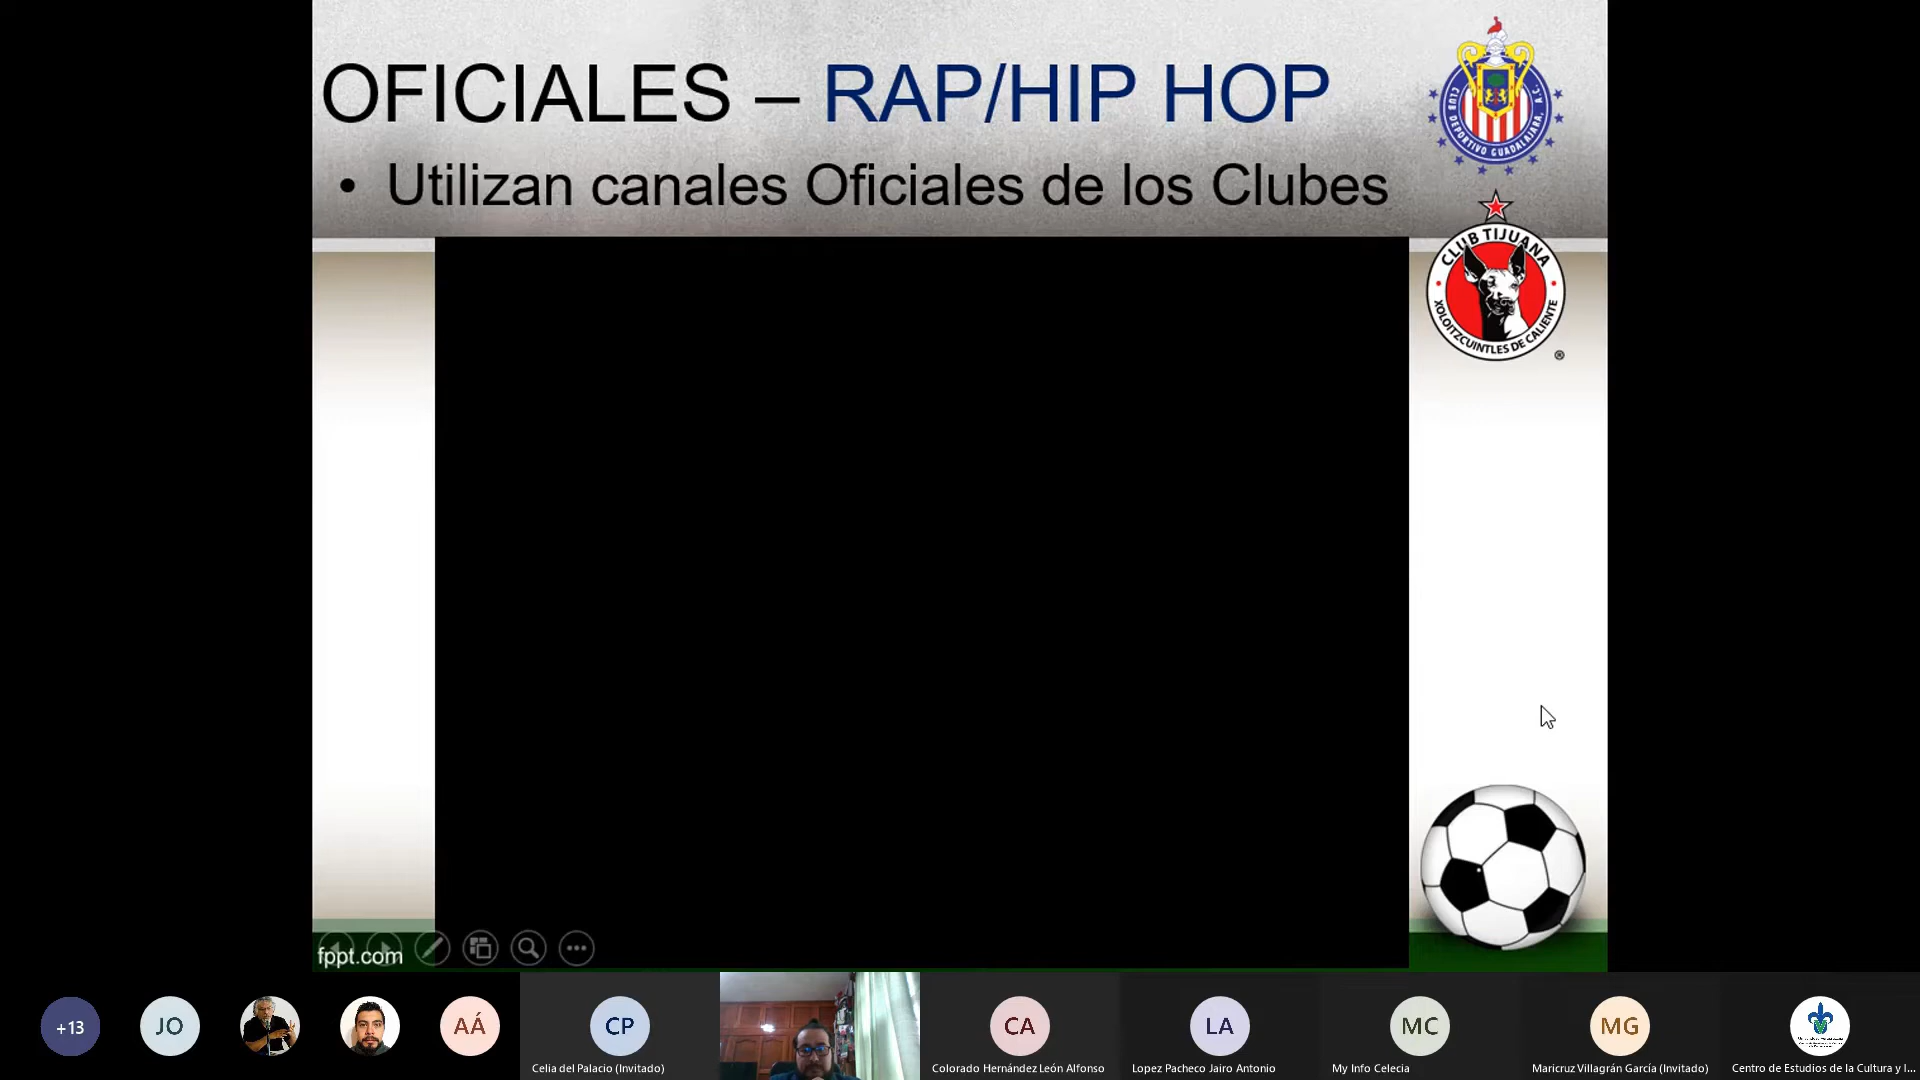 OFICIALES – RAP/HIP HOP
• Utilizan canales Oficiales de los Clubes
CLUB DEPORTIVO GUADALAJARA, A.C.
CLUB TIJUANA
XOLOITZCUINTLES DE CALIENTE
®
fppt.com
+13
JO
AÁ
CP
CA
LA
MC
MG
Celia del Palacio (Invitado)
Colorado Hernández León Alfonso
Lopez Pacheco Jairo Antonio
My Info Celecia
Maricruz Villagrán García (Invitado)
Centro de Estudios de la Cultura y l...